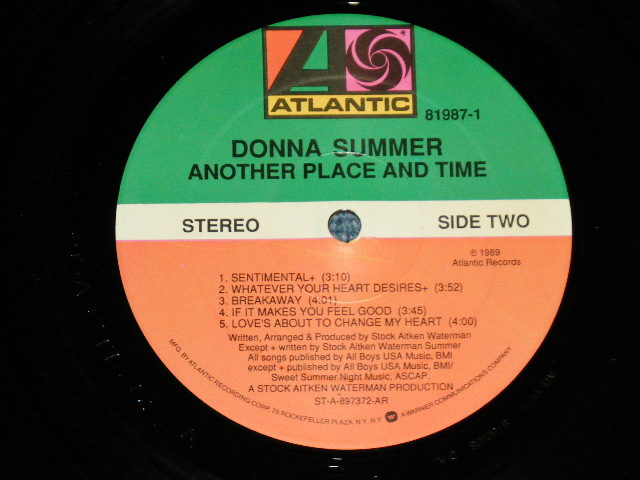 ATLANTIC
81987-1
DONNA SUMMER
ANOTHER PLACE AND TIME
STEREO
SIDE TWO
℗ 1989
Atlantic Records
1. SENTIMENTAL+ (3:10)
2. WHATEVER YOUR HEART DESIRES+ (3:52)
3. BREAKAWAY (4:01)
4. IF IT MAKES YOU FEEL GOOD (3:45)
5. LOVE'S ABOUT TO CHANGE MY HEART (4:00)
Written, Arranged & Produced by Stock Aitken Waterman
Except + written by Stock Aitken Waterman Summer
All songs published by All Boys USA Music, BMI
except + published by All Boys USA Music, BMI/
Sweet Summer Night Music, ASCAP.
A STOCK AITKEN WATERMAN PRODUCTION
ST-A-897372-AR
MFG. BY ATLANTIC RECORDING CORP., 75 ROCKEFELLER PLAZA, N.Y., N.Y. A WARNER COMMUNICATIONS COMPANY